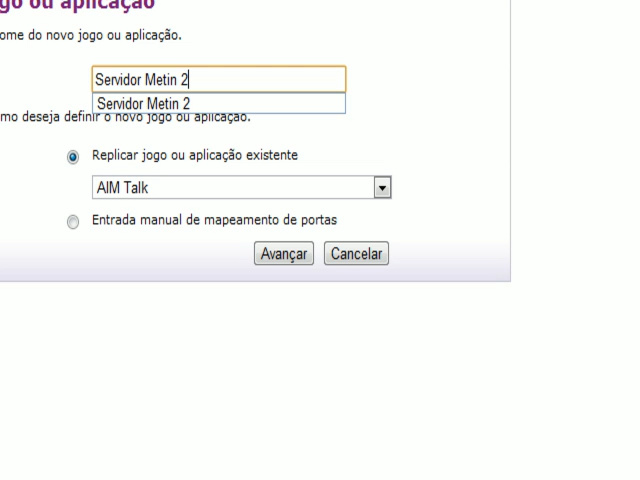 go ou aplicação
ome do novo jogo ou aplicação.
Servidor Metin 2
Servidor Metin 2
mo deseja definir o novo jogo ou aplicação.
Replicar jogo ou aplicação existente
AIM Talk
Entrada manual de mapeamento de portas
Avançar Cancelar